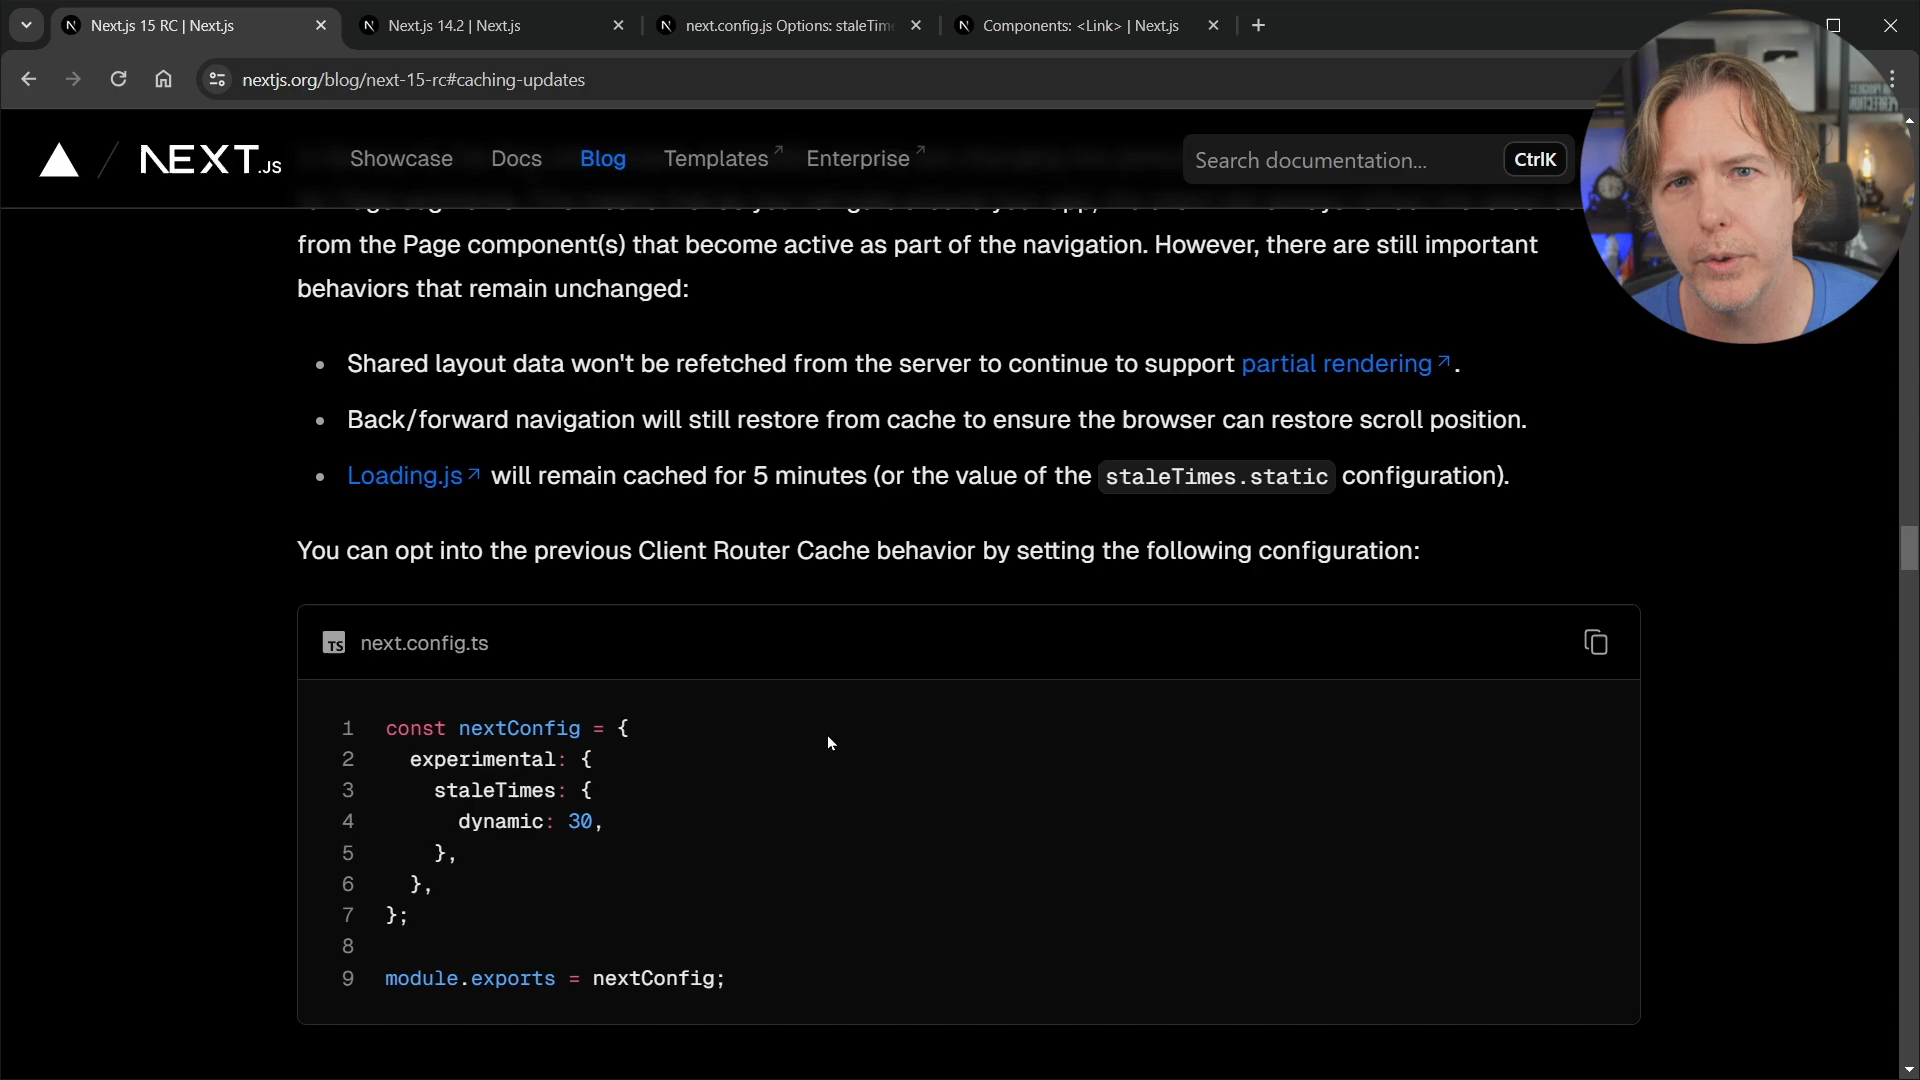 Next.js 15 RC | Next.js
Next.js 14.2 | Next.js
next.config.js Options: staleTim
Components: <Link> | Next.js
nextjs.org/blog/next-15-rc#caching-updates
NEXT.JS
Showcase
Docs
Blog
Templates
Enterprise
Search documentation...
CtrlK
from the Page component(s) that become active as part of the navigation. However, there are still important
behaviors that remain unchanged:
Shared layout data won't be refetched from the server to continue to support partial rendering.
Back/forward navigation will still restore from cache to ensure the browser can restore scroll position.
Loading.js will remain cached for 5 minutes (or the value of the staleTimes.static configuration).
You can opt into the previous Client Router Cache behavior by setting the following configuration:
TS next.config.ts
1 const nextConfig = {
2 experimental: {
3 staleTimes: {
4 dynamic: 30,
5 },
6 },
7 };
8
9 module.exports = nextConfig;